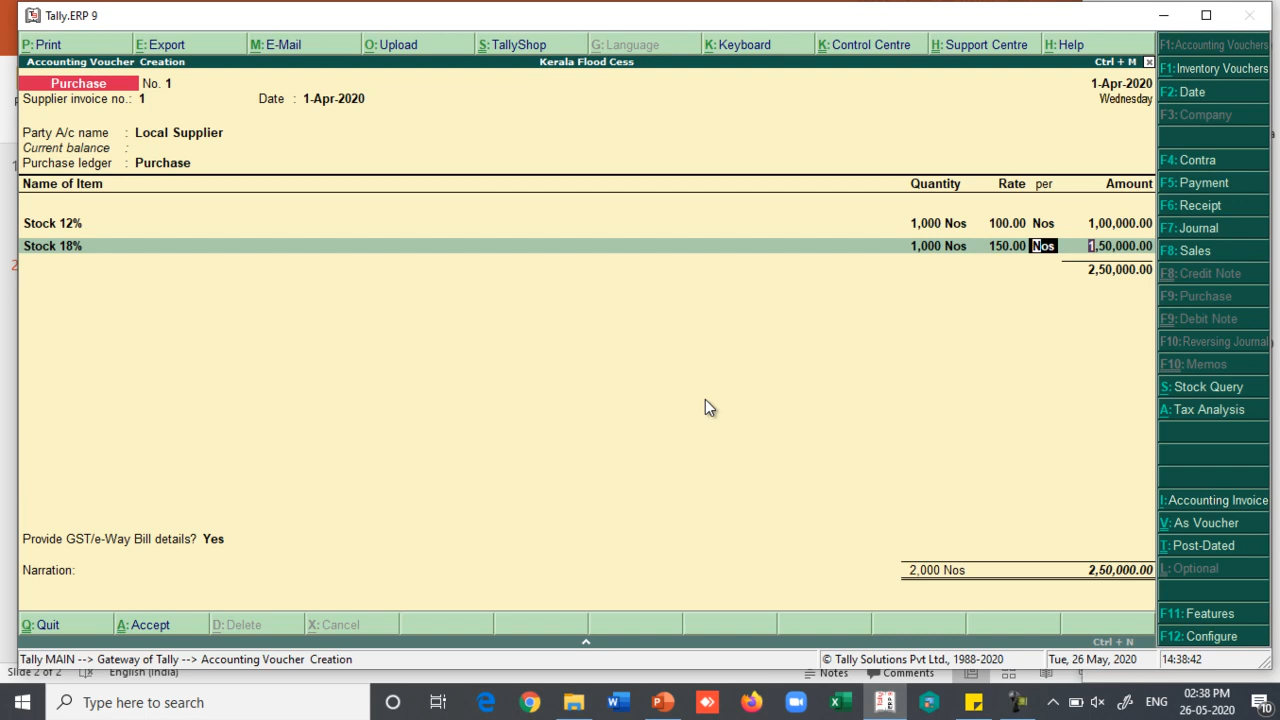 Tally.ERP 9
P: Print E: Export M: E-Mail O: Upload S: TallyShop G: Language K: Keyboard K: Control Centre H: Support Centre H: Help
Accounting Voucher Creation Kerala Flood Cess Ctrl + M
Purchase No. 1 1-Apr-2020
Supplier invoice no.: 1 Date : 1-Apr-2020 Wednesday
Party A/c name : Local Supplier
Current balance :
Purchase ledger : Purchase
Name of Item Quantity Rate per Amount
Stock 12% 1,000 Nos 100.00 Nos 1,00,000.00
Stock 18% 1,000 Nos 150.00 Nos 1,50,000.00
2,50,000.00
Provide GST/e-Way Bill details? Yes
Narration: 2,000 Nos 2,50,000.00
Q: Quit A: Accept D: Delete X: Cancel
Ctrl + N
F1: Accounting Vouchers
F1: Inventory Vouchers
F2: Date
F3: Company
F4: Contra
F5: Payment
F6: Receipt
F7: Journal
F8: Sales
F8: Credit Note
F9: Purchase
F9: Debit Note
F10: Reversing Journal
F10: Memos
S: Stock Query
A: Tax Analysis
I: Accounting Invoice
V: As Voucher
T: Post-Dated
L: Optional
F11: Features
F12: Configure
Tally MAIN --> Gateway of Tally --> Accounting Voucher Creation © Tally Solutions Pvt Ltd., 1988-2020 Tue, 26 May, 2020 14:38:42
Slide 2 of 2 English (India) Notes Comments
Type here to search ENG 02:38 PM
26-05-2020 10